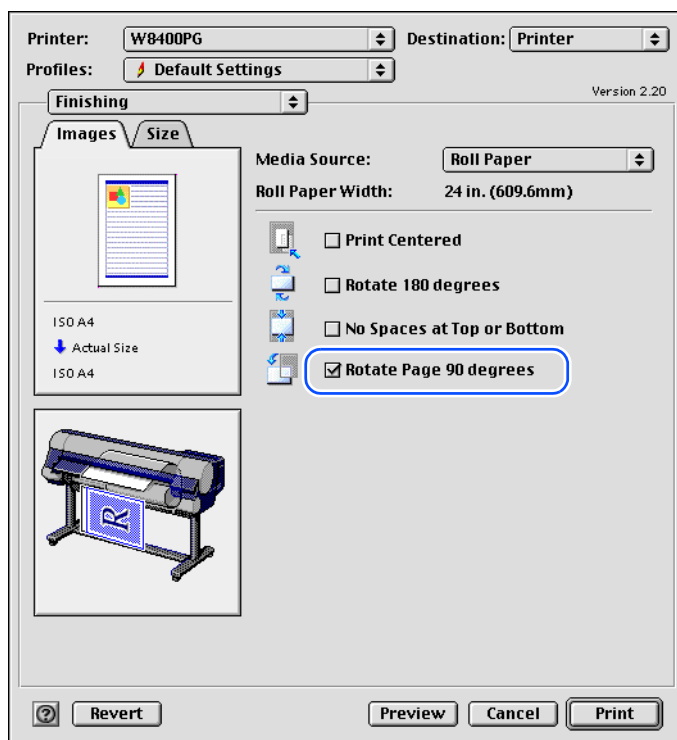 Printer: W8400PG Destination: Printer
Profiles: Default Settings
Version 2.20
Finishing
Images Size
Media Source: Roll Paper
Roll Paper Width: 24 in. (609.6mm)
Print Centered
Rotate 180 degrees
No Spaces at Top or Bottom
Rotate Page 90 degrees
ISO A4
Actual Size
ISO A4
R
? Revert Preview Cancel Print